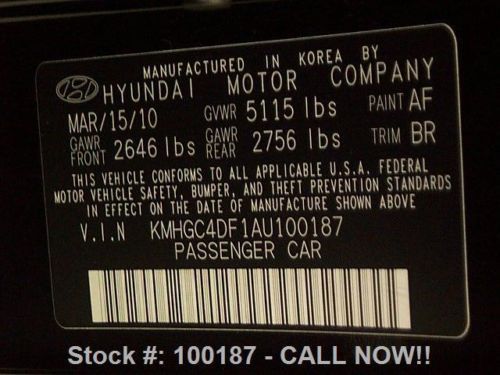 MANUFACTURED IN KOREA BY
HYUNDAI MOTOR COMPANY
MAR/15/10 GVWR 5115 lbs PAINT AF
GAWR FRONT 2646 lbs GAWR REAR 2756 lbs TRIM BR
THIS VEHICLE CONFORMS TO ALL APPLICABLE U.S.A. FEDERAL
MOTOR VEHICLE SAFETY, BUMPER, AND THEFT PREVENTION STANDARDS
IN EFFECT ON THE DATE OF MANUFACTURE SHOWN ABOVE
V.I.N KMHGC4DF1AU100187
PASSENGER CAR
Stock #: 100187 - CALL NOW!!